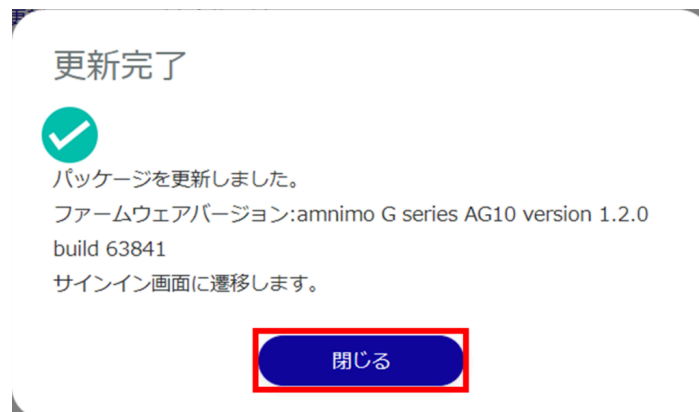 更新完了
パッケージを更新しました。
ファームウェアバージョン:amnimo G series AG10 version 1.2.0
build 63841
サインイン画面に遷移します。
閉じる